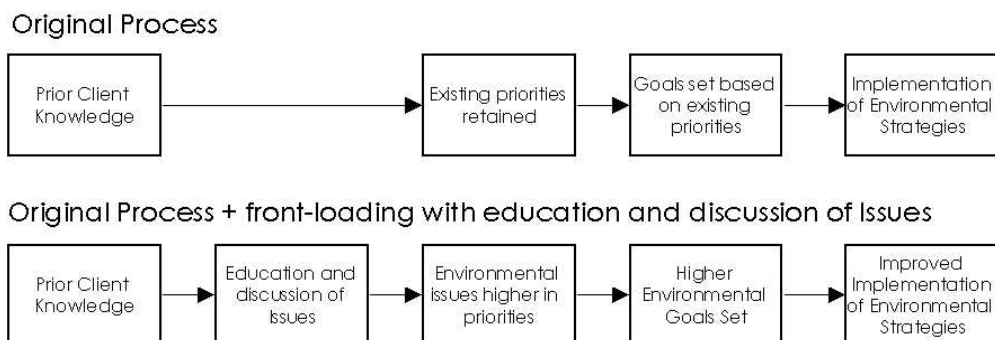 Original Process
Prior Client
Knowledge
Existing priorities
retained
Goals set based
on existing
priorities
Implementation
of Environmental
Strategies
Original Process + front-loading with education and discussion of Issues
Prior Client
Knowledge
Education and
discussion of
Issues
Environmental
issues higher in
priorities
Higher
Environmental
Goals Set
Improved
Implementation
of Environmental
Strategies